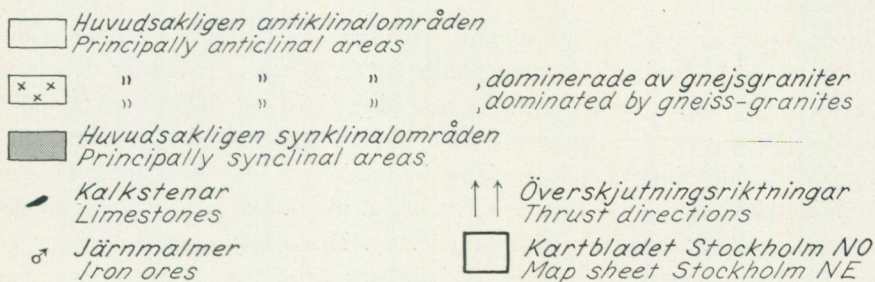 Huvudsakligen antiklinalområden
Principally anticlinal areas
" " " , dominerade av gnejsgraniter
" " " , dominated by gneiss-granites
Huvudsakligen synklinalområden
Principally synclinal areas.
Kalkstenar
Limestones
Järnmalmer
Iron ores
Överskjutningsriktningar
Thrust directions
Kartbladet Stockholm NO
Map sheet Stockholm NE